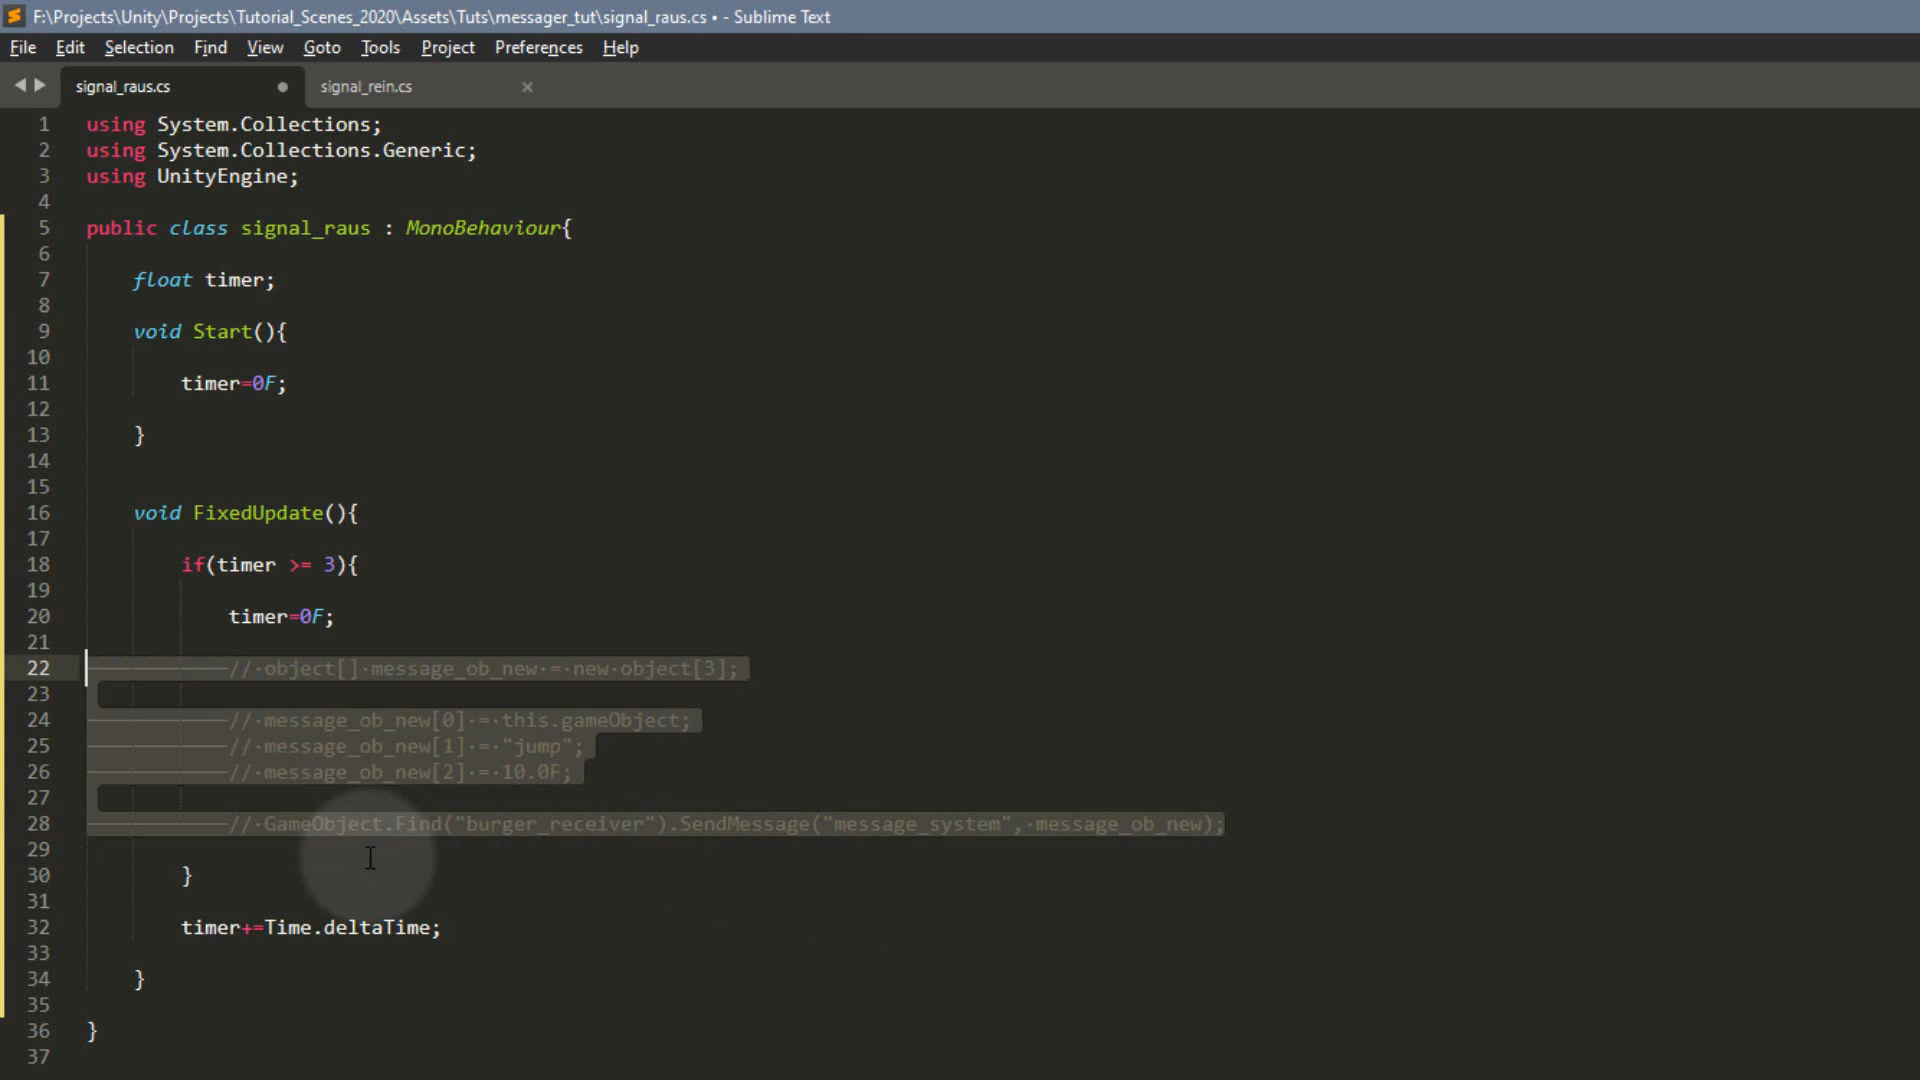 F:\Projects\Unity\Projects\Tutorial_Scenes_2020\Assets\Tuts\messager_tut\signal_raus.cs • - Sublime Text
File Edit Selection Find View Goto Tools Project Preferences Help
signal_raus.cs signal_rein.cs
1 using System.Collections;
2 using System.Collections.Generic;
3 using UnityEngine;
4
5 public class signal_raus : MonoBehaviour{
6
7 float timer;
8
9 void Start(){
10
11 timer=0F;
12
13 }
14
15
16 void FixedUpdate(){
17
18 if(timer >= 3){
19
20 timer=0F;
21
22 // object[] message_ob_new = new object[3];
23
24 // message_ob_new[0] = this.gameObject;
25 // message_ob_new[1] = "jump";
26 // message_ob_new[2] = 10.0F;
27
28 // GameObject.Find("burger_receiver").SendMessage("message_system", message_ob_new);
29
30 }
31
32 timer+=Time.deltaTime;
33
34 }
35
36 }
37